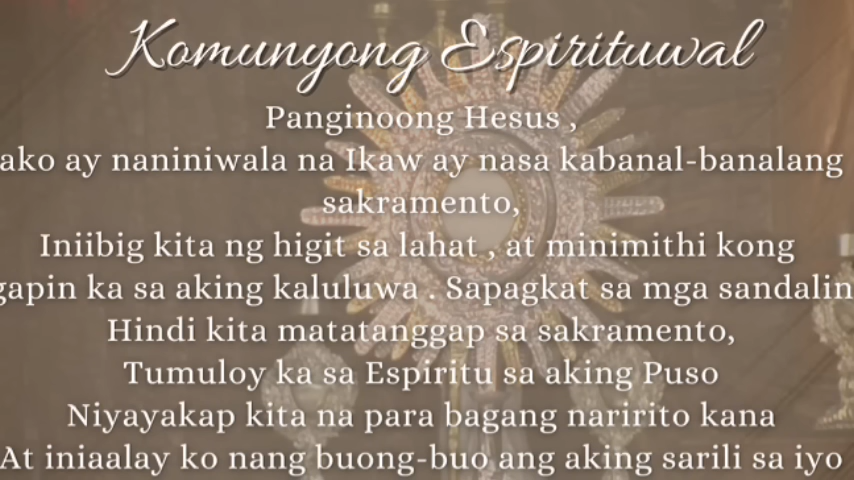 Komunyong Espirituwal
Panginoong Hesus ,
ako ay naniniwala na Ikaw ay nasa kabanal-banalang
sakramento,
Iniibig kita ng higit sa lahat , at minimithi kong
gapin ka sa aking kaluluwa . Sapagkat sa mga sandalin
Hindi kita matatanggap sa sakramento,
Tumuloy ka sa Espiritu sa aking Puso
Niyayakap kita na para bagang naririto kana
At iniaalay ko nang buong-buo ang aking sarili sa iyo